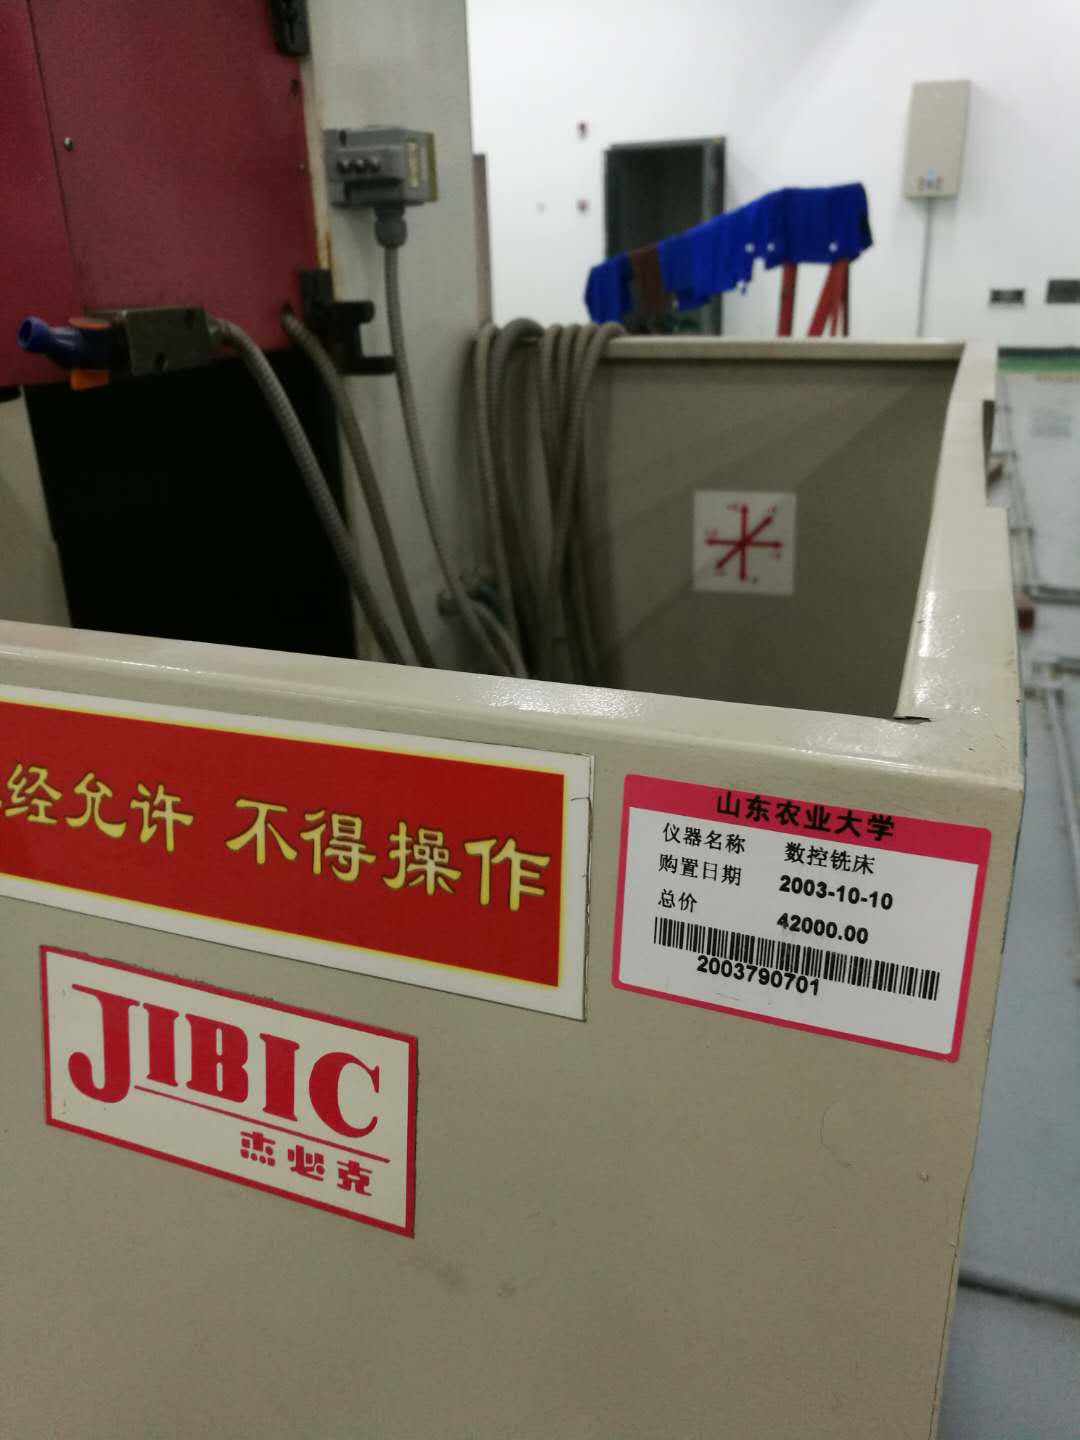 经允许 不得操作
山东农业大学
仪器名称 数控铣床
购置日期 2003-10-10
总价 42000.00
2003790701
JIBIC
杰必克